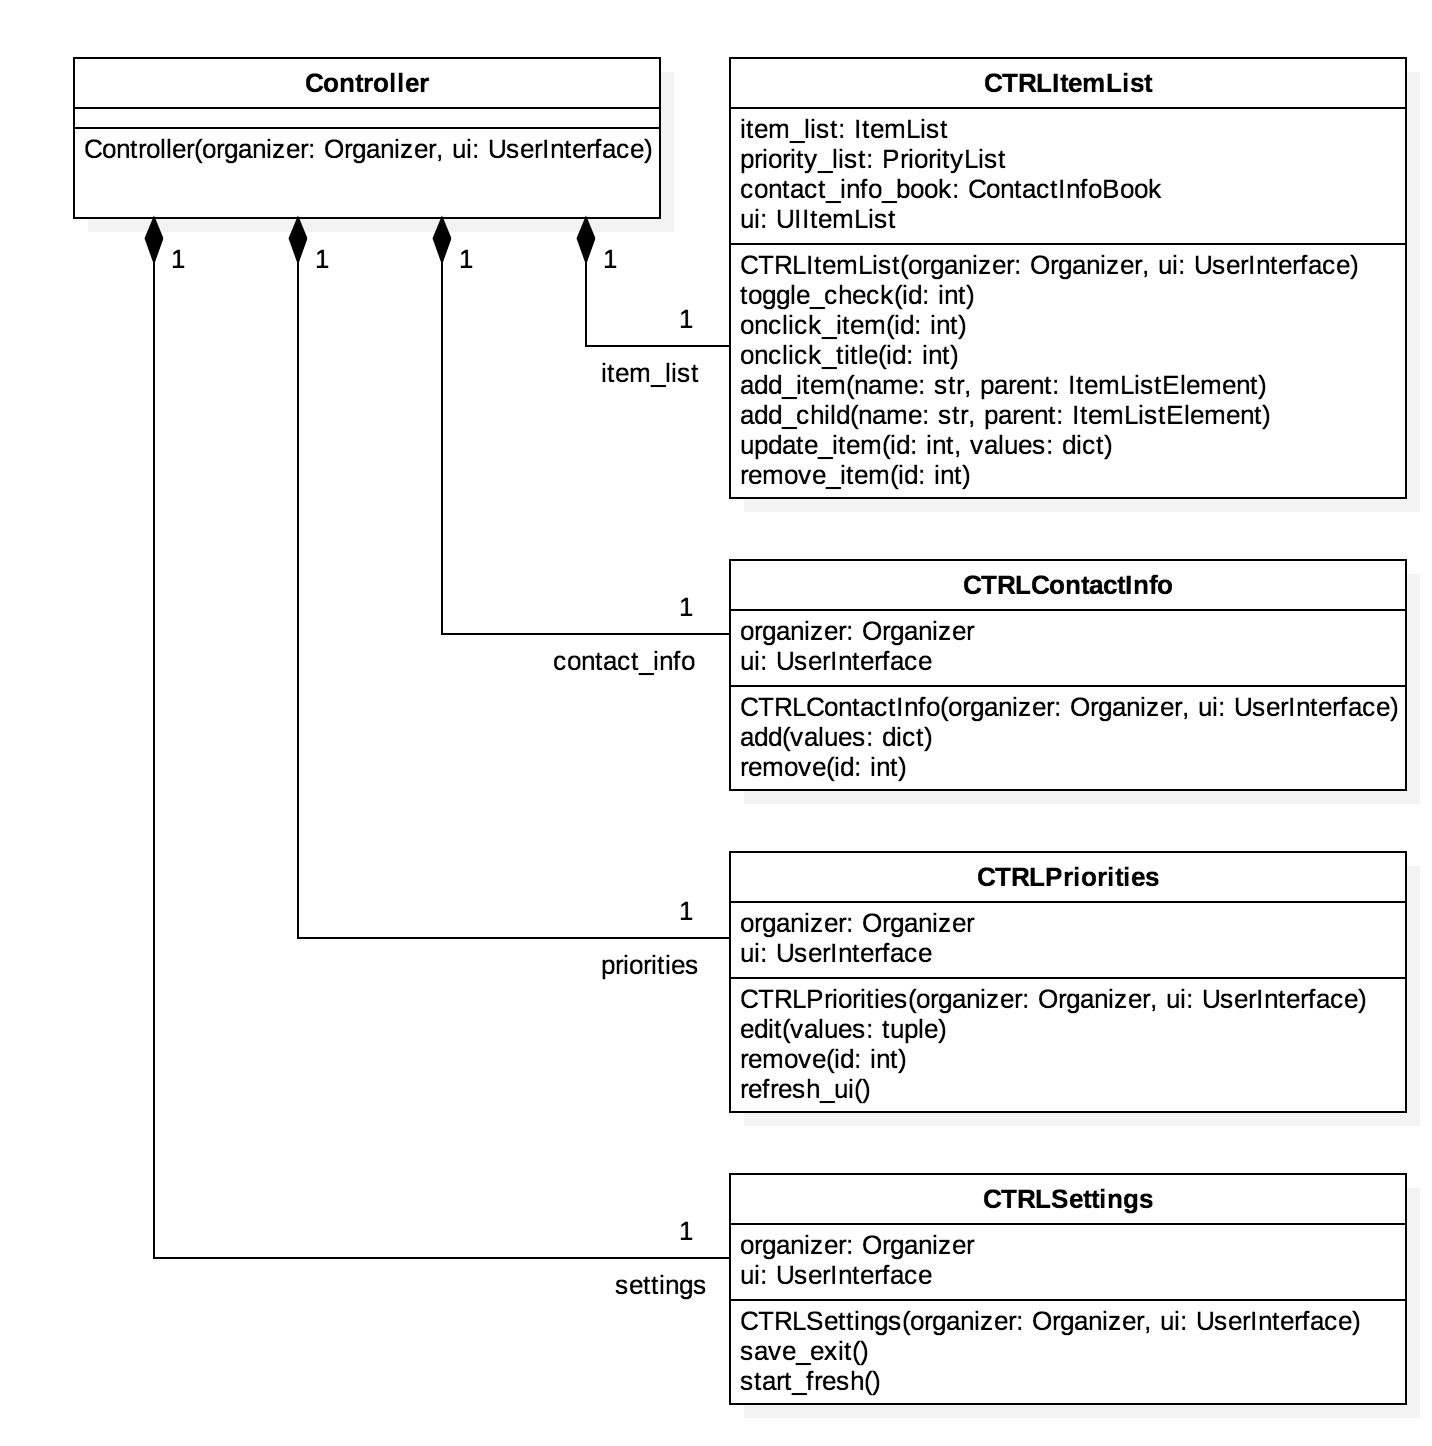 Controller
Controller(organizer: Organizer, ui: UserInterface)
1
1
1
1
1
item_list
CTRLItemList
item_list: ItemList
priority_list: PriorityList
contact_info_book: ContactInfoBook
ui: UIItemList
CTRLItemList(organizer: Organizer, ui: UserInterface)
toggle_check(id: int)
onclick_item(id: int)
onclick_title(id: int)
add_item(name: str, parent: ItemListElement)
add_child(name: str, parent: ItemListElement)
update_item(id: int, values: dict)
remove_item(id: int)
1
contact_info
CTRLContactInfo
organizer: Organizer
ui: UserInterface
CTRLContactInfo(organizer: Organizer, ui: UserInterface)
add(values: dict)
remove(id: int)
1
priorities
CTRLPriorities
organizer: Organizer
ui: UserInterface
CTRLPriorities(organizer: Organizer, ui: UserInterface)
edit(values: tuple)
remove(id: int)
refresh_ui()
1
settings
CTRLSettings
organizer: Organizer
ui: UserInterface
CTRLSettings(organizer: Organizer, ui: UserInterface)
save_exit()
start_fresh()